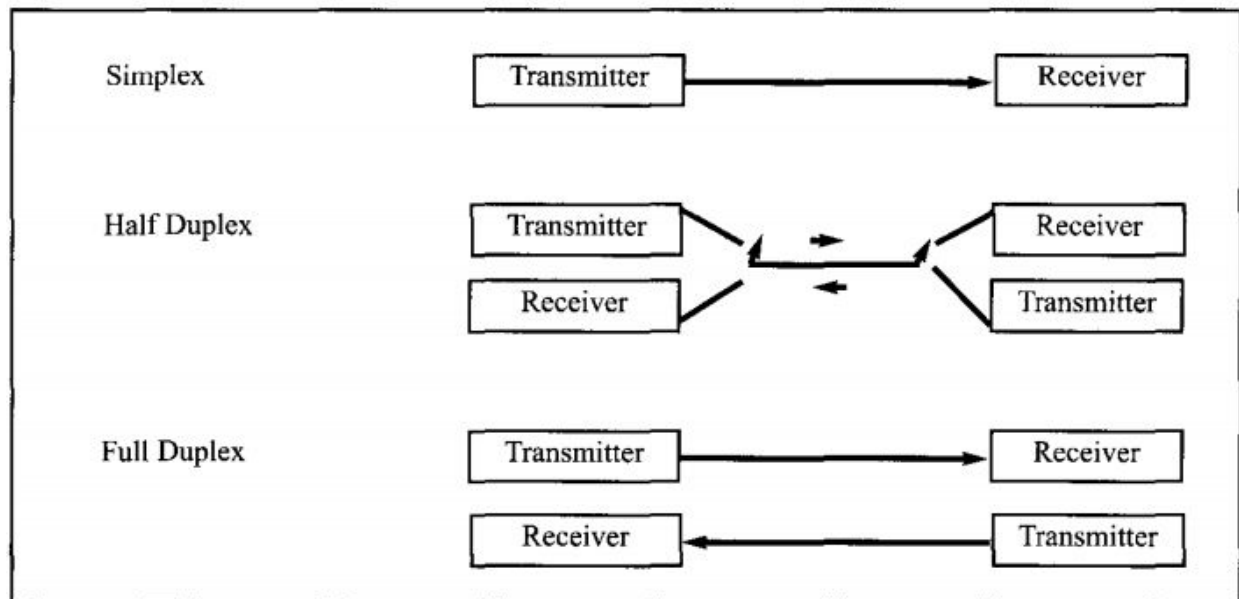 Simplex Transmitter Receiver
Half Duplex Transmitter Receiver
Receiver Transmitter
Full Duplex Transmitter Receiver
Receiver Transmitter